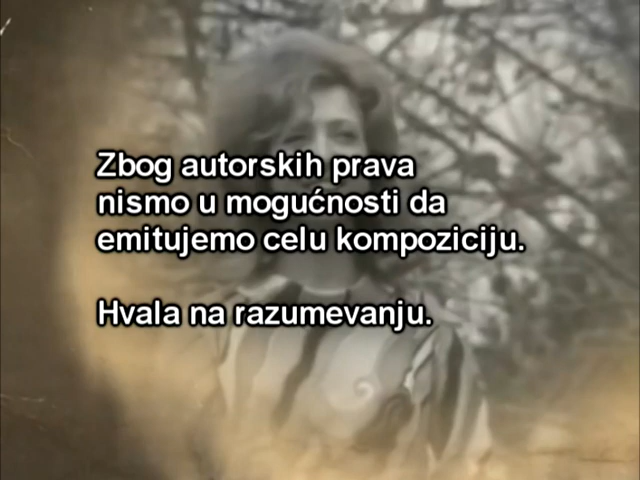 Zbog autorskih prava
nismo u mogućnosti da
emitujemo celu kompoziciju.
Hvala na razumevanju.